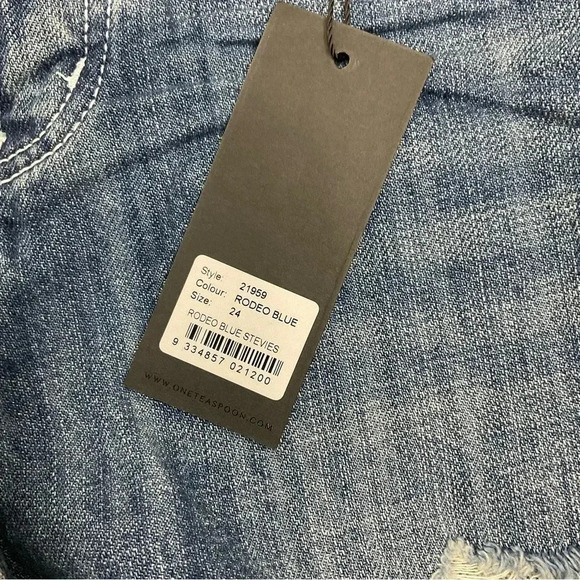 Style: 21959
Colour: RODEO BLUE
Size: 24
RODEO BLUE STEVIES
9 334857 021200
WWW.ONETEASPOON.COM